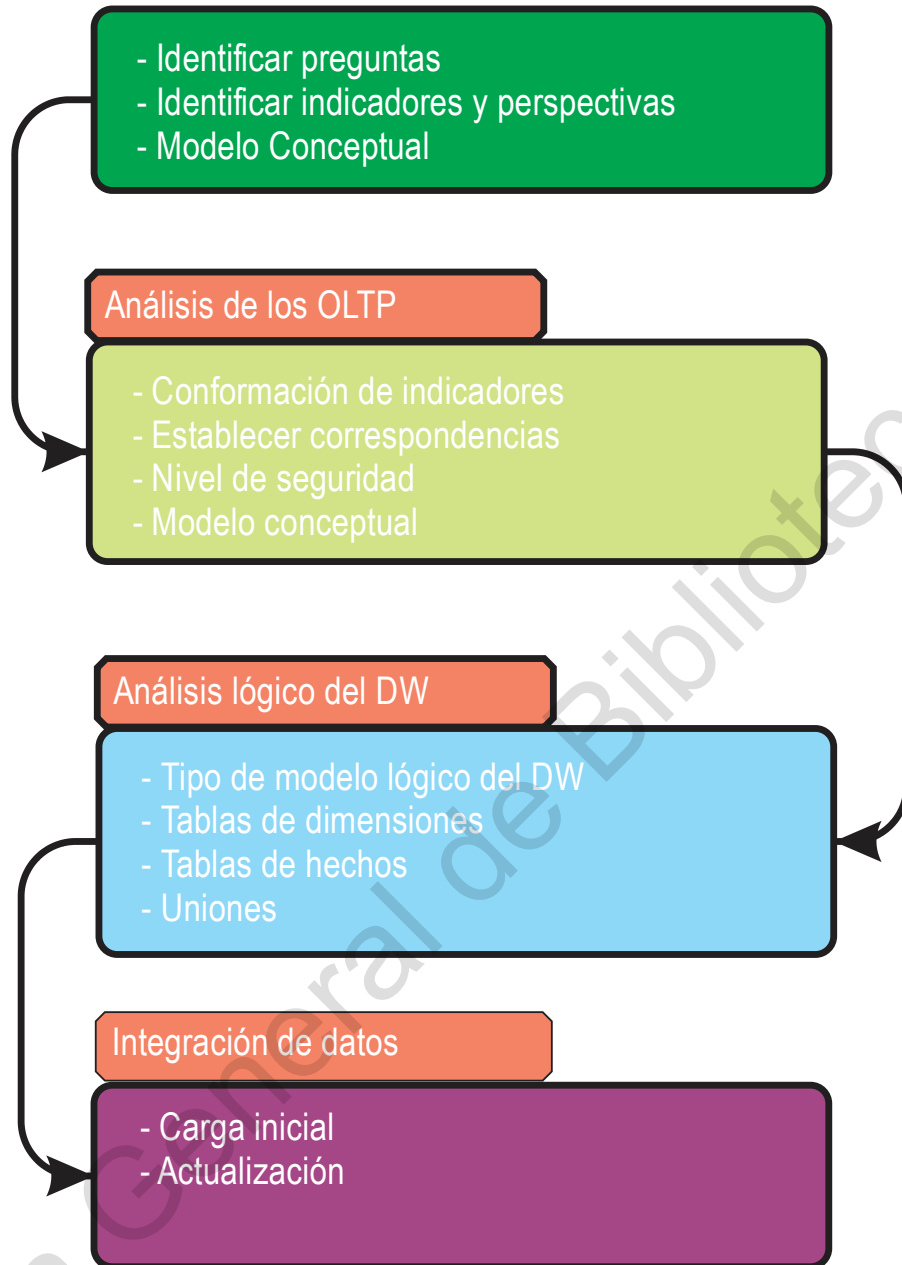 - Identificar preguntas
- Identificar indicadores y perspectivas
- Modelo Conceptual
Análisis de los OLTP
- Conformación de indicadores
- Establecer correspondencias
- Nivel de seguridad
- Modelo conceptual
Análisis lógico del DW
- Tipo de modelo lógico del DW
- Tablas de dimensiones
- Tablas de hechos
- Uniones
Integración de datos
- Carga inicial
- Actualización
General de